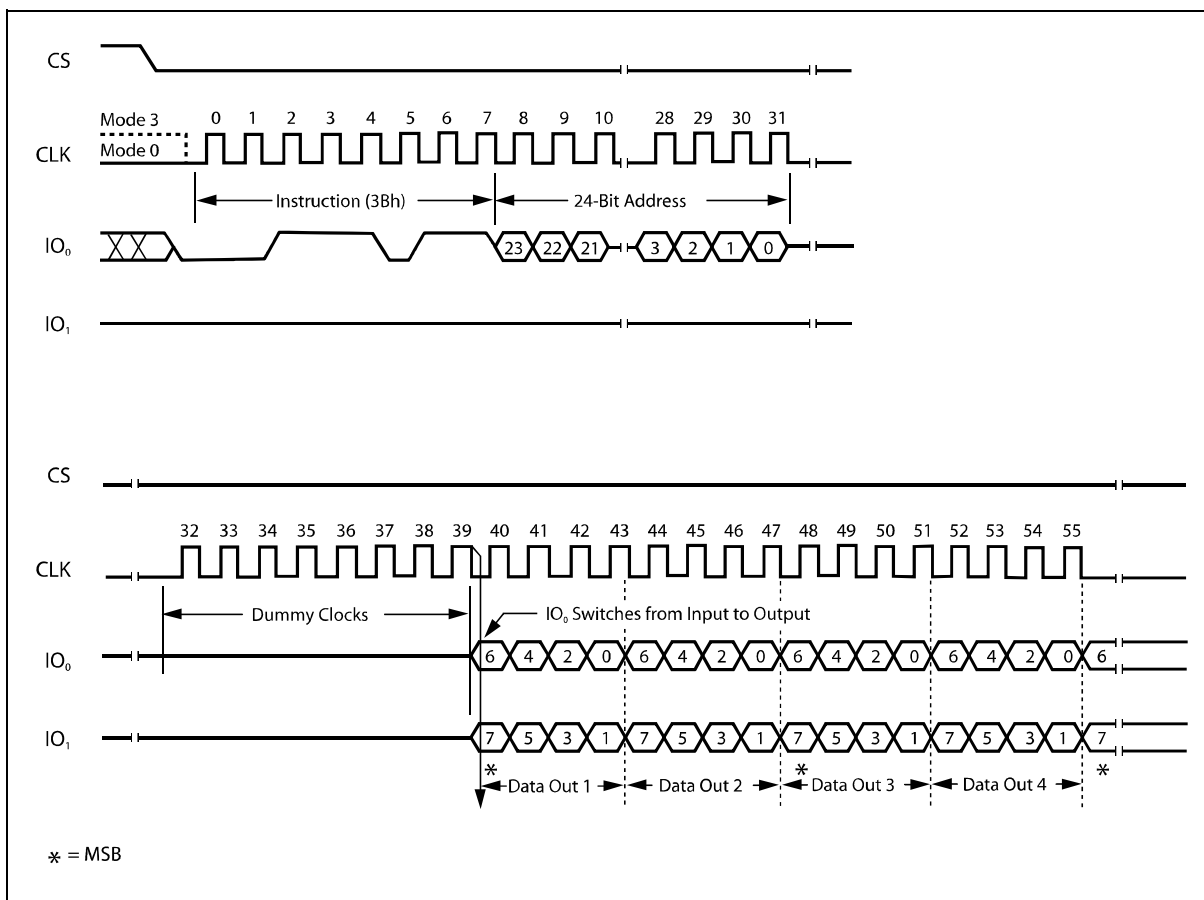 CS
Mode 3
0 1 2 3 4 5 6 7 8 9 10 28 29 30 31
CLK
Mode 0
Instruction (3Bh) 24-Bit Address
IO₀
23 22 21 3 2 1 0
IO₁
CS
32 33 34 35 36 37 38 39 40 41 42 43 44 45 46 47 48 49 50 51 52 53 54 55
CLK
Dummy Clocks
IO₀ Switches from Input to Output
IO₀
6 4 2 0 6 4 2 0 6 4 2 0 6 4 2 0 6
IO₁
7 5 3 1 7 5 3 1 7 5 3 1 7 5 3 1 7
* * *
Data Out 1 Data Out 2 Data Out 3 Data Out 4
* = MSB